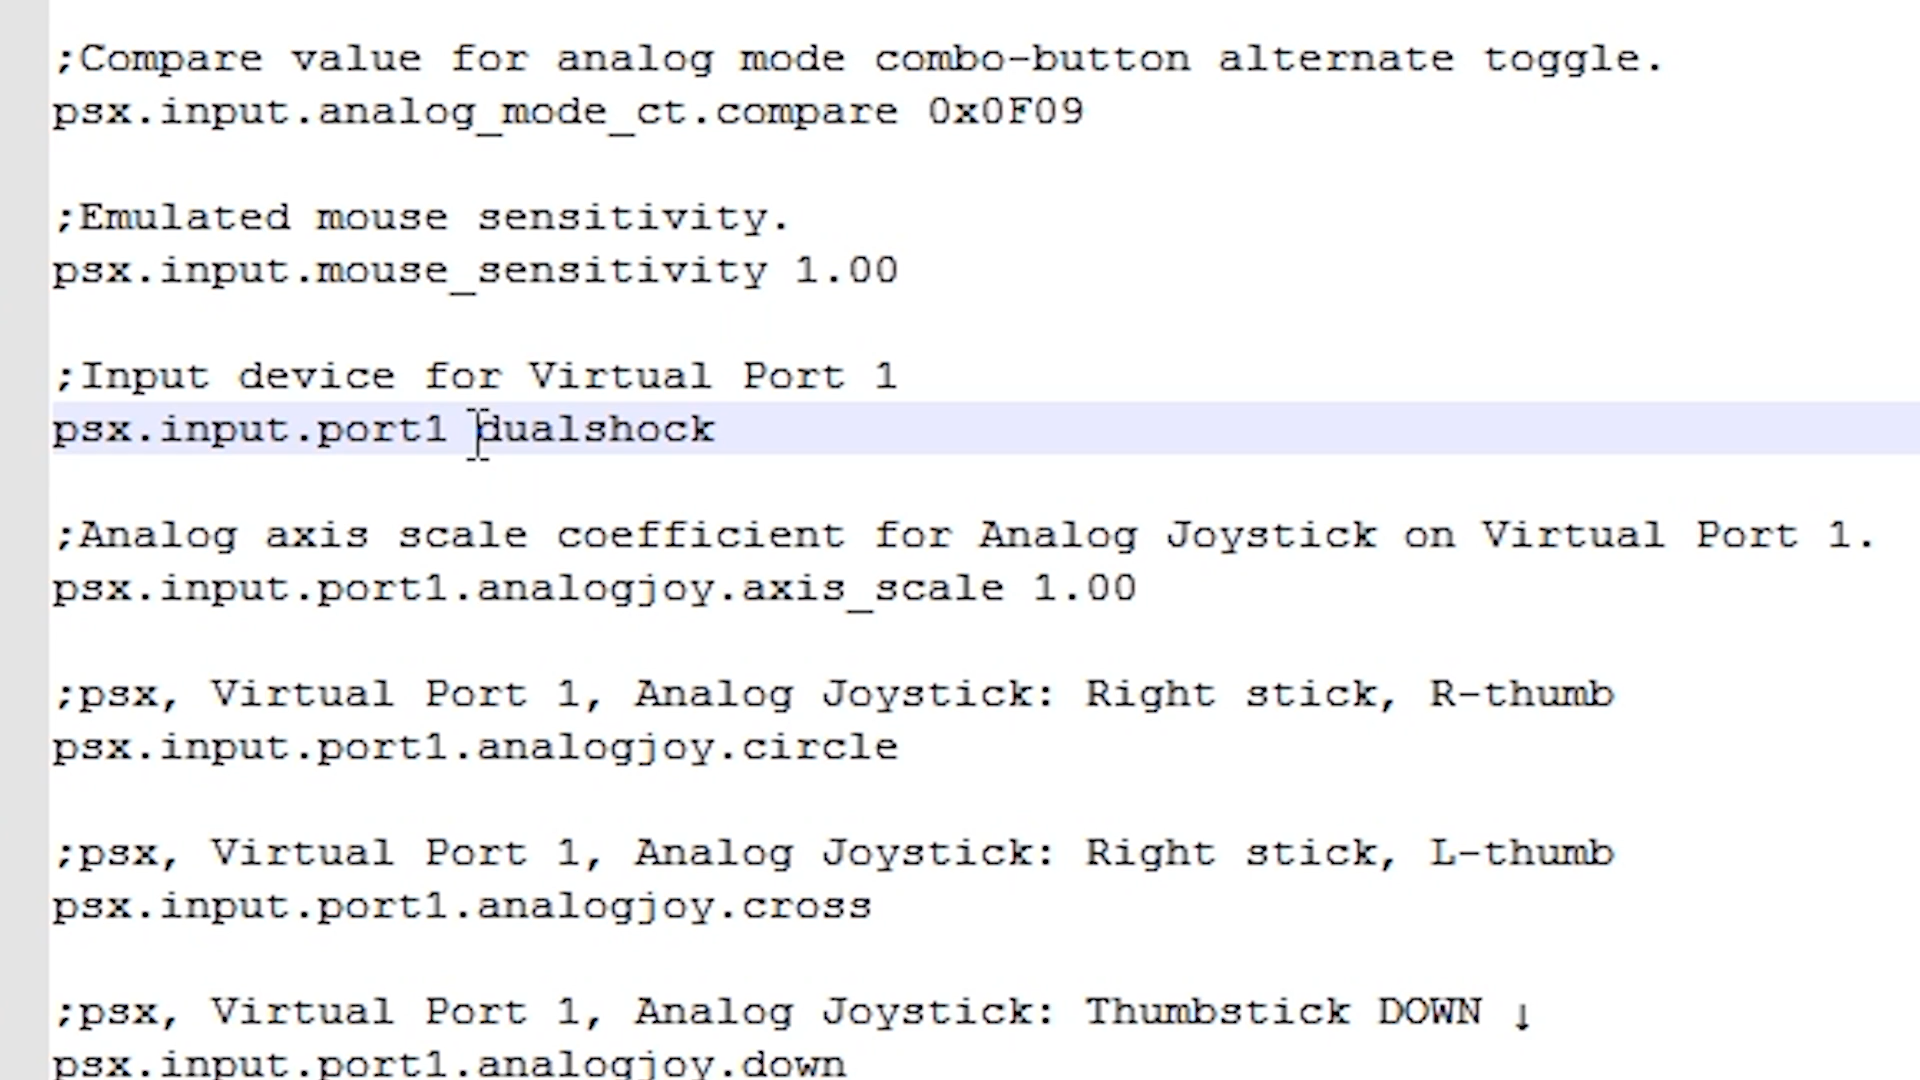 ;Compare value for analog mode combo-button alternate toggle.
psx.input.analog_mode_ct.compare 0x0F09
;Emulated mouse sensitivity.
psx.input.mouse_sensitivity 1.00
;Input device for Virtual Port 1
psx.input.port1 dualshock
;Analog axis scale coefficient for Analog Joystick on Virtual Port 1.
psx.input.port1.analogjoy.axis_scale 1.00
;psx, Virtual Port 1, Analog Joystick: Right stick, R-thumb
psx.input.port1.analogjoy.circle
;psx, Virtual Port 1, Analog Joystick: Right stick, L-thumb
psx.input.port1.analogjoy.cross
;psx, Virtual Port 1, Analog Joystick: Thumbstick DOWN ↓
psx.input.port1.analogjoy.down